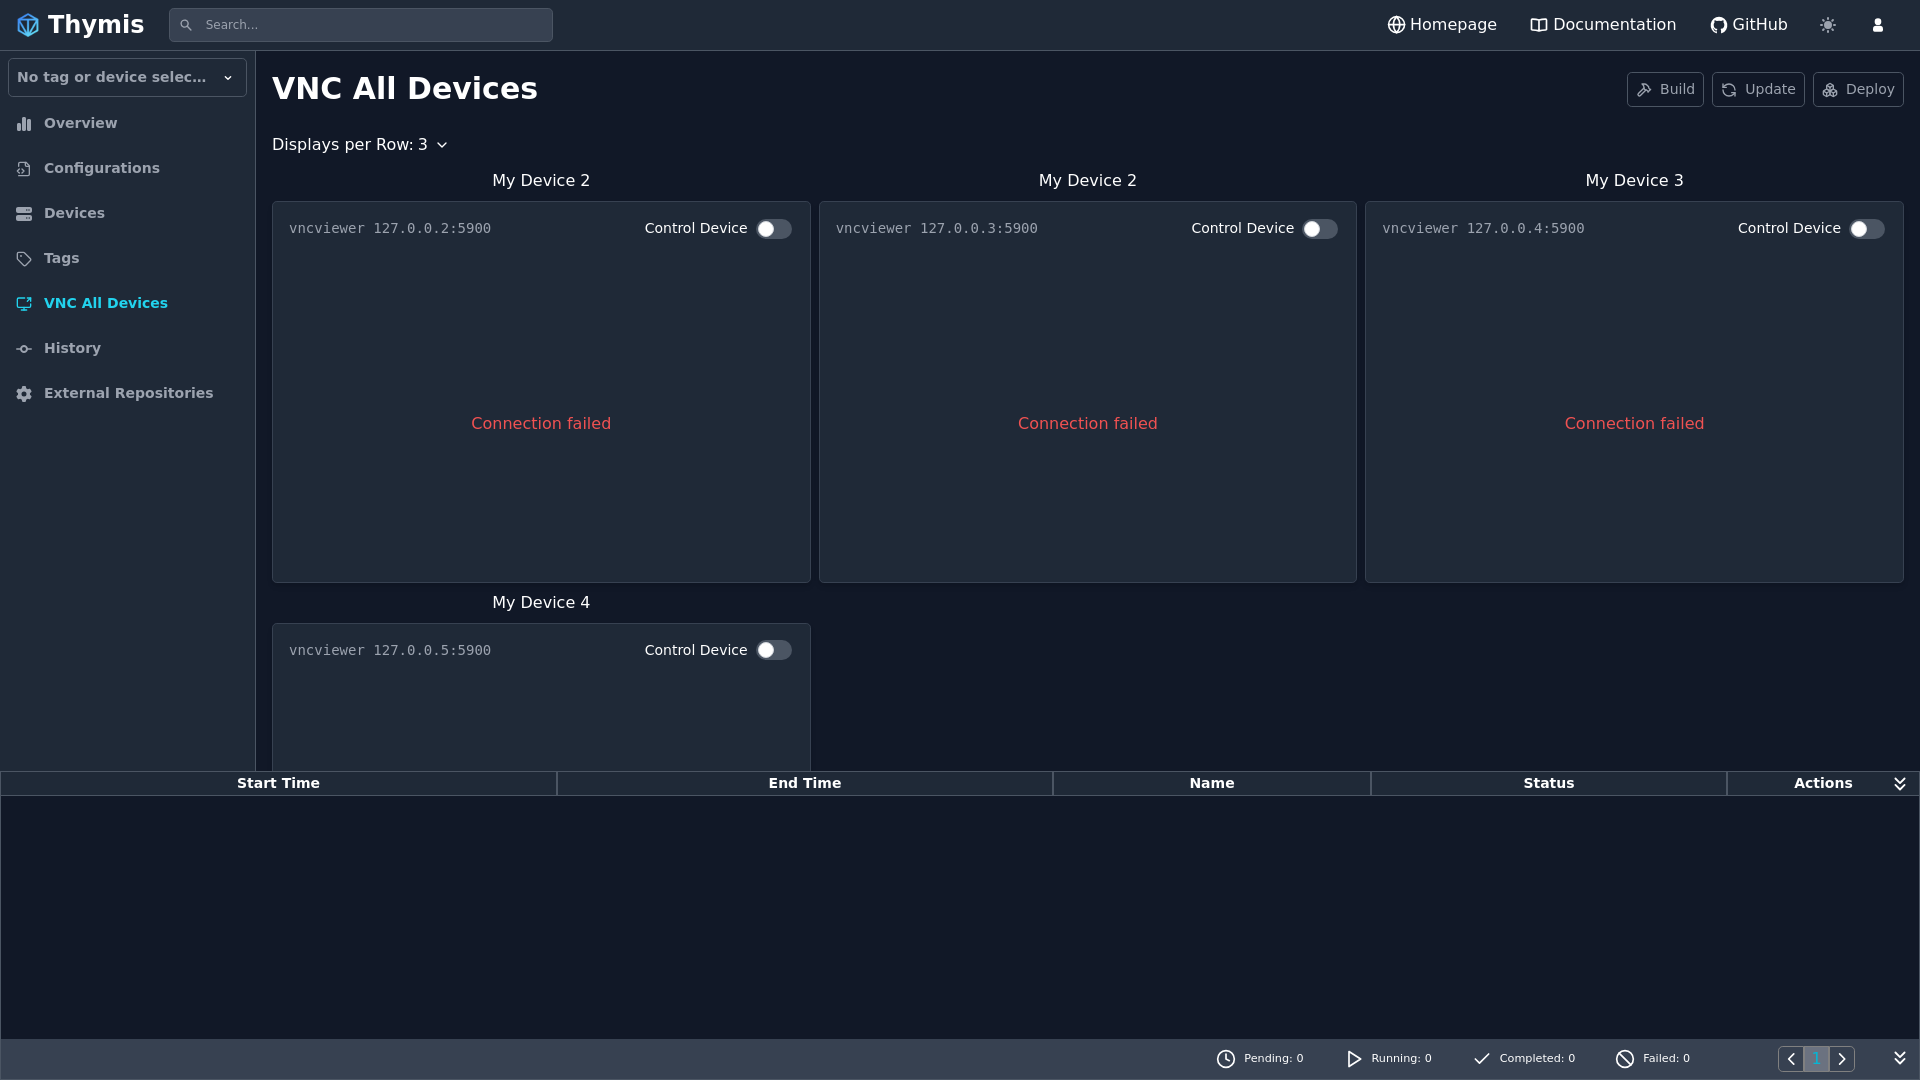 Thymis
Search...
Homepage
Documentation
GitHub
No tag or device selec...
Overview
Configurations
Devices
Tags
VNC All Devices
History
External Repositories
VNC All Devices
Build
Update
Deploy
Displays per Row: 3
My Device 2
vncviewer 127.0.0.2:5900
Control Device
Connection failed
My Device 2
vncviewer 127.0.0.3:5900
Control Device
Connection failed
My Device 3
vncviewer 127.0.0.4:5900
Control Device
Connection failed
My Device 4
vncviewer 127.0.0.5:5900
Control Device
Start Time
End Time
Name
Status
Actions
Pending: 0
Running: 0
Completed: 0
Failed: 0
1